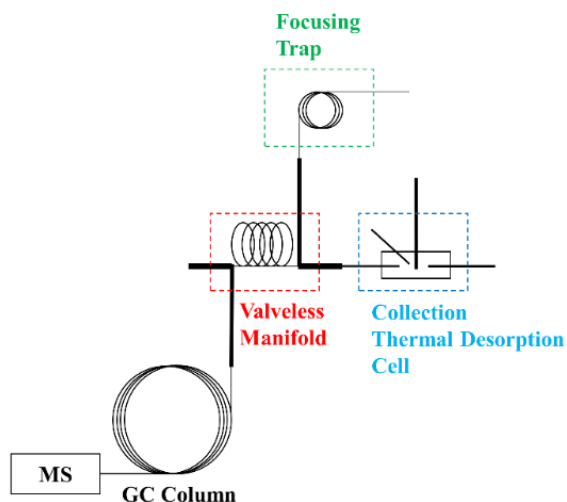 Focusing
Trap
Valveless
Manifold
Collection
Thermal Desorption
Cell
MS
GC Column